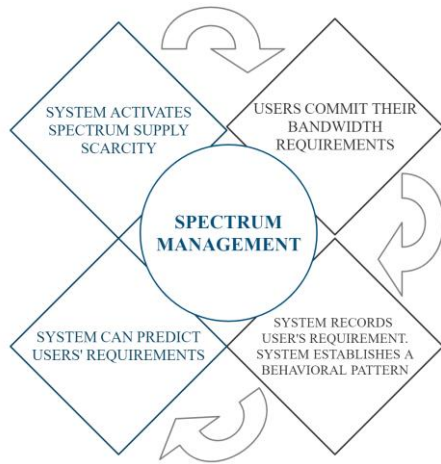 SYSTEM ACTIVATES
SPECTRUM SUPPLY
SCARCITY
USERS COMMIT THEIR
BANDWIDTH
REQUIREMENTS
SPECTRUM
MANAGEMENT
SYSTEM CAN PREDICT
USERS' REQUIREMENTS
SYSTEM RECORDS
USER'S REQUIREMENT.
SYSTEM ESTABLISHES A
BEHAVIORAL PATTERN